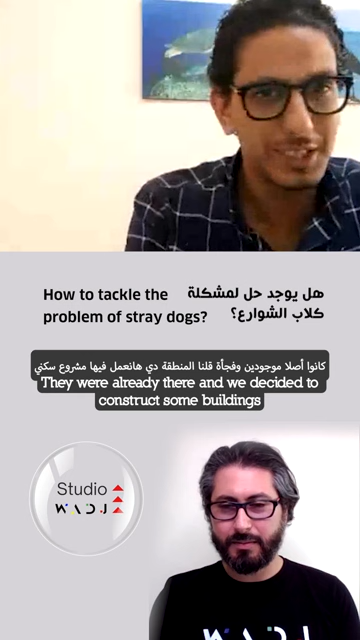 How to tackle the
problem of stray dogs?
هل يوجد حل لمشكلة
كلاب الشوارع؟
كانوا أصلا موجودين وفجأة قلنا المنطقة دي هانعمل فيها مشروع سكني
They were already there and we decided to
construct some buildings
Studio
WADJ